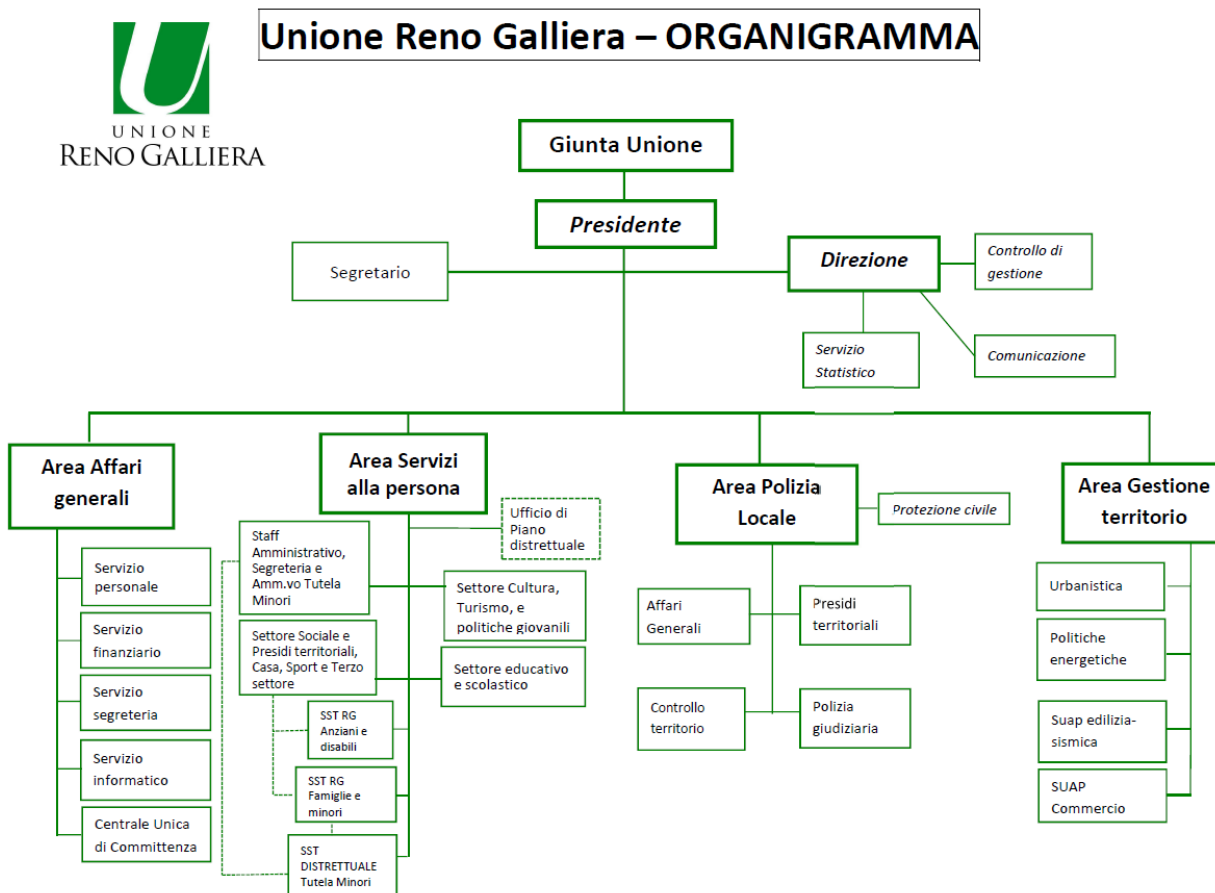 Unione Reno Galliera – ORGANIGRAMMA
U
UNIONE
RENO GALLIERA
Giunta Unione
Presidente
Segretario
Direzione
Controllo di
gestione
Servizio
Statistico
Comunicazione
Area Affari
generali
Servizio
personale
Servizio
finanziario
Servizio
segreteria
Servizio
informatico
Centrale Unica
di Committenza
Area Servizi
alla persona
Ufficio di
Piano
distrettuale
Staff
Amministrativo,
Segreteria e
Amm.vo Tutela
Minori
Settore Cultura,
Turismo, e
politiche giovanili
Settore Sociale e
Presidi territoriali,
Casa, Sport e Terzo
settore
Settore educativo
e scolastico
SST RG
Anziani e
disabili
SST RG
Famiglie e
minori
SST
DISTRETTUALE
Tutela Minori
Area Polizia
Locale
Protezione civile
Affari
Generali
Presidi
territoriali
Controllo
territorio
Polizia
giudiziaria
Area Gestione
territorio
Urbanistica
Politiche
energetiche
Suap edilizia-
sismica
SUAP
Commercio